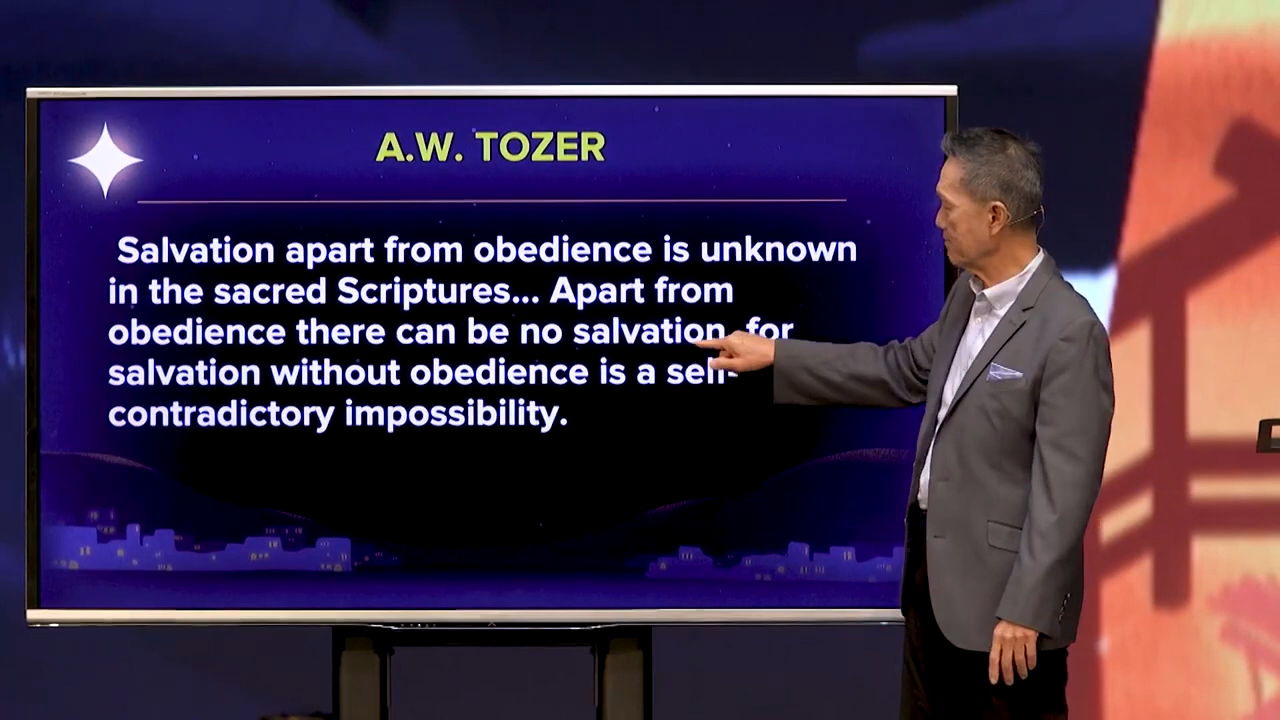 A.W. TOZER
Salvation apart from obedience is unknown
in the sacred Scriptures... Apart from
obedience there can be no salvation, for
salvation without obedience is a self-
contradictory impossibility.